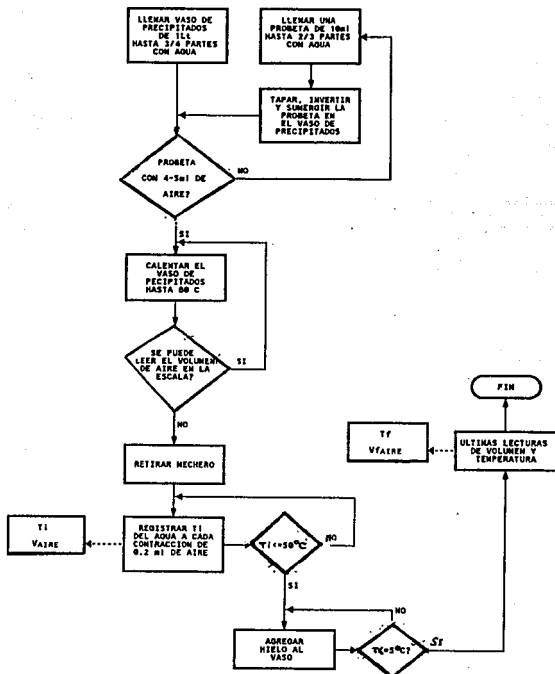 LLENAR VASO DE
PRECIPITADOS
DE 1Lt
HASTA 3/4 PARTES
CON AGUA
LLENAR UNA
PROBETA DE 10ml
HASTA 2/3 PARTES
CON AGUA
TAPAR, INVERTIR
Y SUMERGIR LA
PROBETA EN
EL VASO DE
PRECIPITADOS
PROBETA
CON 4-5ml DE
AIRE?
NO
SI
CALENTAR EL
VASO DE
PECIPITADOS
HASTA 80 C
SE PUEDE
LEER EL VOLUMEN
DE AIRE EN LA
ESCALA?
SI
NO
RETIRAR MECHERO
REGISTRAR Ti
DEL AGUA A CADA
CONTRACCION DE
0.2 ml DE AIRE
Ti
VAIRE
Ti<=50°C
NO
SI
AGREGAR
HIELO AL
VASO
T<=5°C?
NO
SI
ULTIMAS LECTURAS
DE VOLUMEN Y
TEMPERATURA
Tf
VfAIRE
FIN